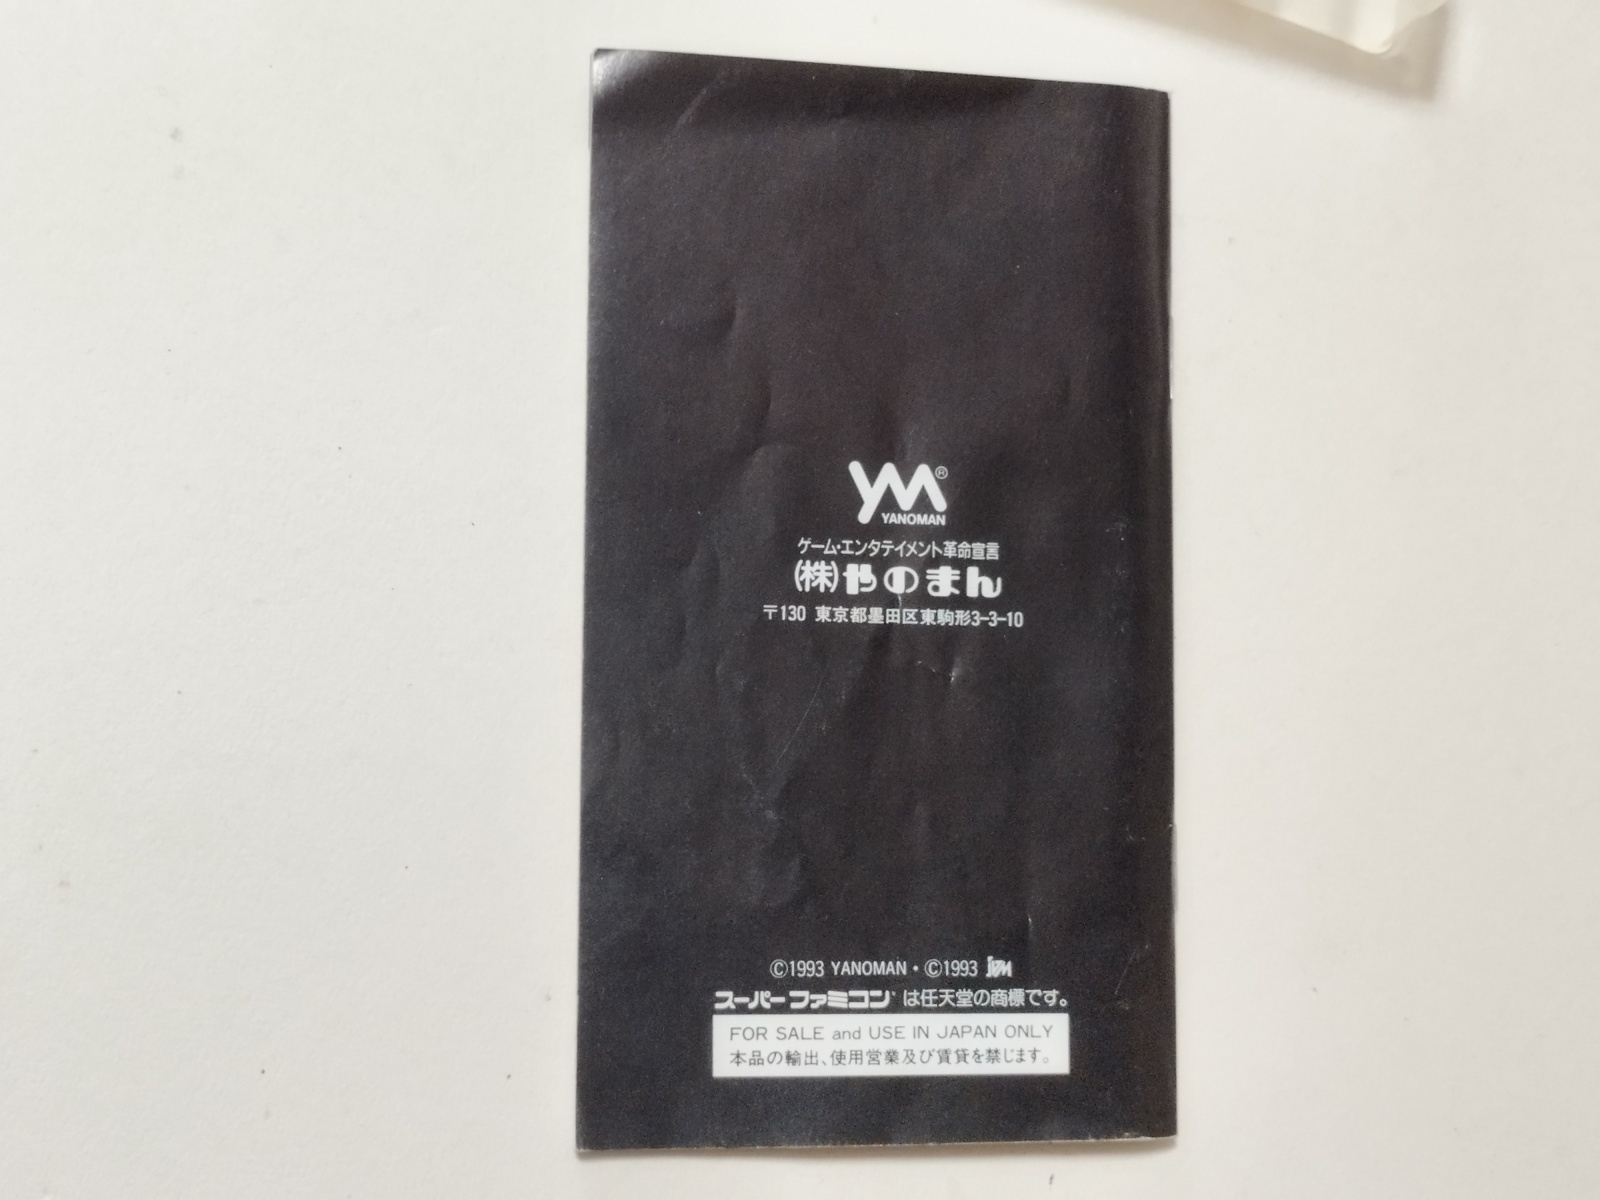 YM®
YANOMAN
ゲーム・エンタテイメント革命宣言
(株)やのまん
〒130 東京都墨田区東駒形3-3-10
©1993 YANOMAN・©1993
スーパーファミコン®は任天堂の商標です。
FOR SALE and USE IN JAPAN ONLY
本品の輸出、使用営業及び賃貸を禁じます。